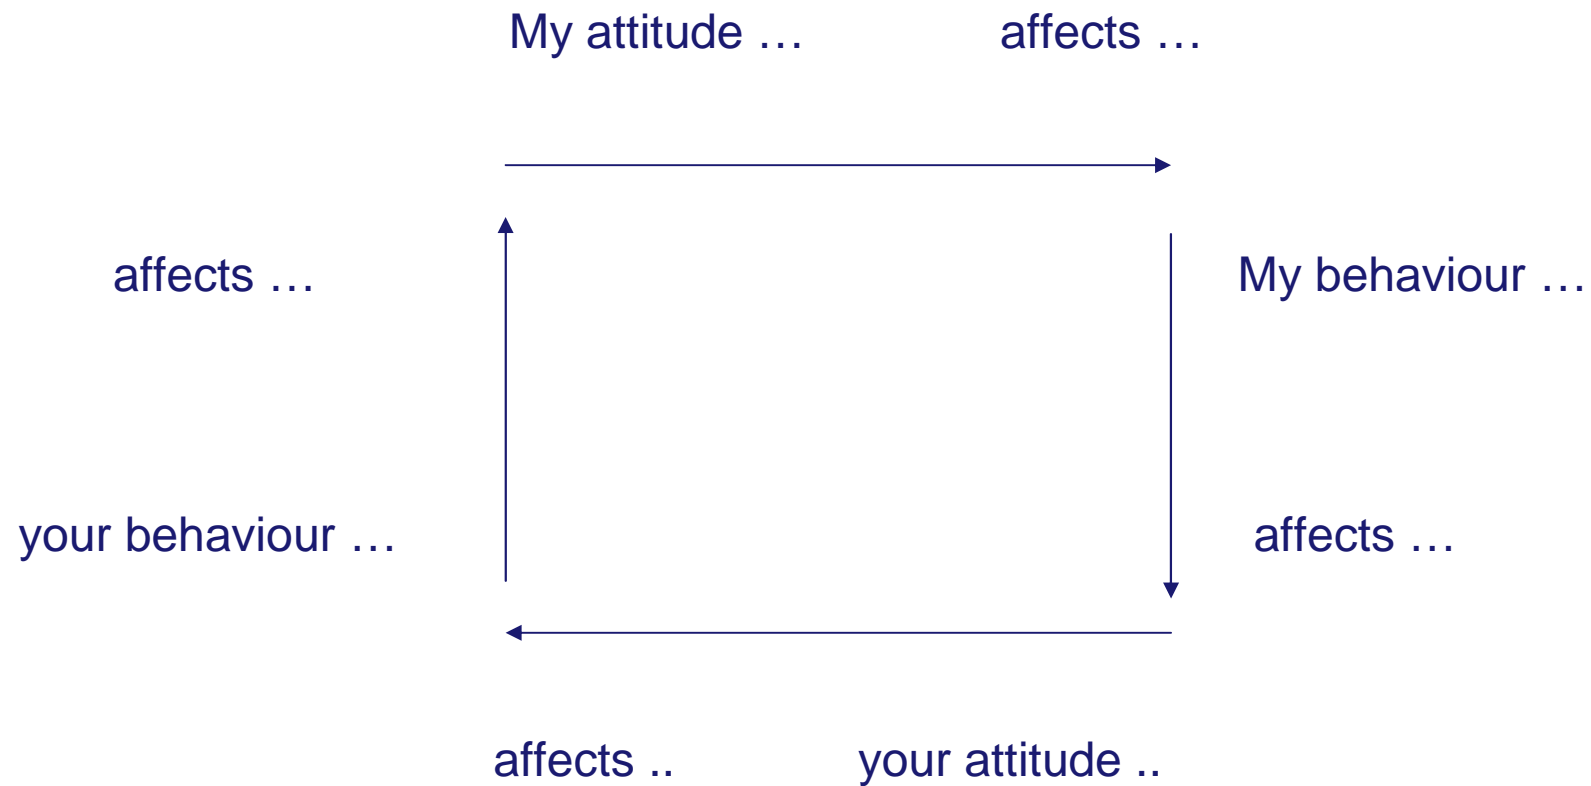 My attitude … affects …
affects … My behaviour …
your behaviour … affects …
affects .. your attitude ..